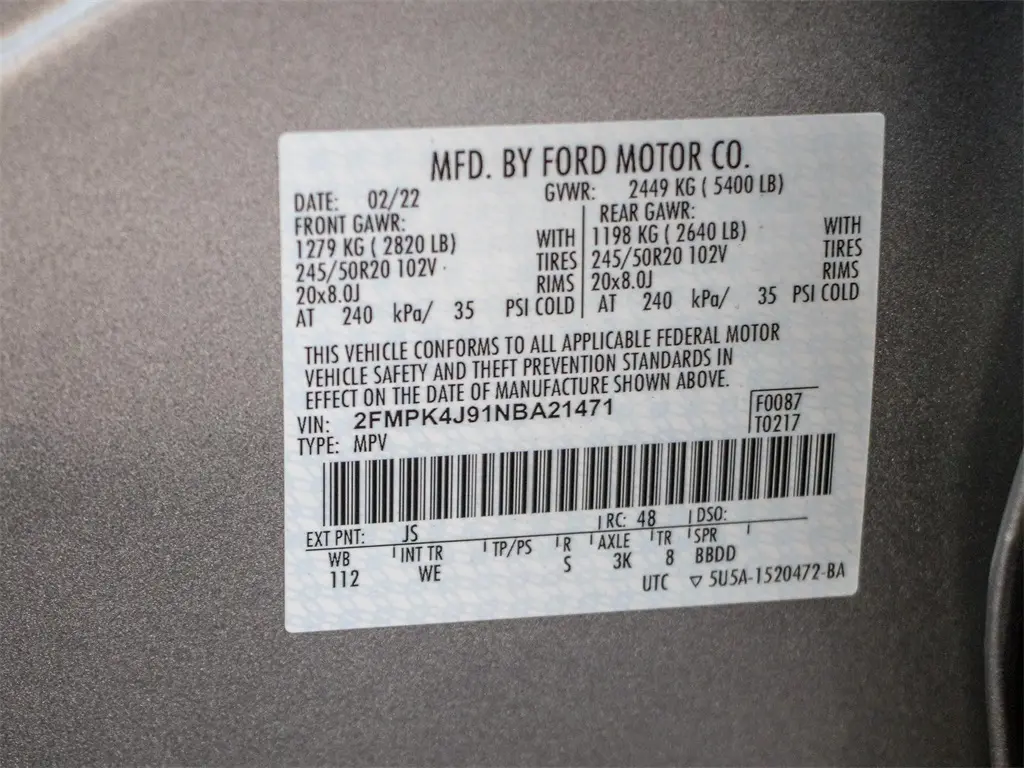 MFD. BY FORD MOTOR CO.
DATE: 02/22 GVWR: 2449 KG ( 5400 LB)
FRONT GAWR: REAR GAWR:
1279 KG ( 2820 LB) WITH 1198 KG ( 2640 LB) WITH
245/50R20 102V TIRES 245/50R20 102V TIRES
20x8.0J RIMS 20x8.0J RIMS
AT 240 kPa/ 35 PSI COLD AT 240 kPa/ 35 PSI COLD
THIS VEHICLE CONFORMS TO ALL APPLICABLE FEDERAL MOTOR
VEHICLE SAFETY AND THEFT PREVENTION STANDARDS IN
EFFECT ON THE DATE OF MANUFACTURE SHOWN ABOVE.
VIN: 2FMPK4J91NBA21471 F0087
TYPE: MPV T0217
EXT PNT: JS RC: 48 DSO:
WB INT TR TP/PS R AXLE TR SPR
112 WE S 3K 8 BBDD
UTC ▽ 5U5A-1520472-BA